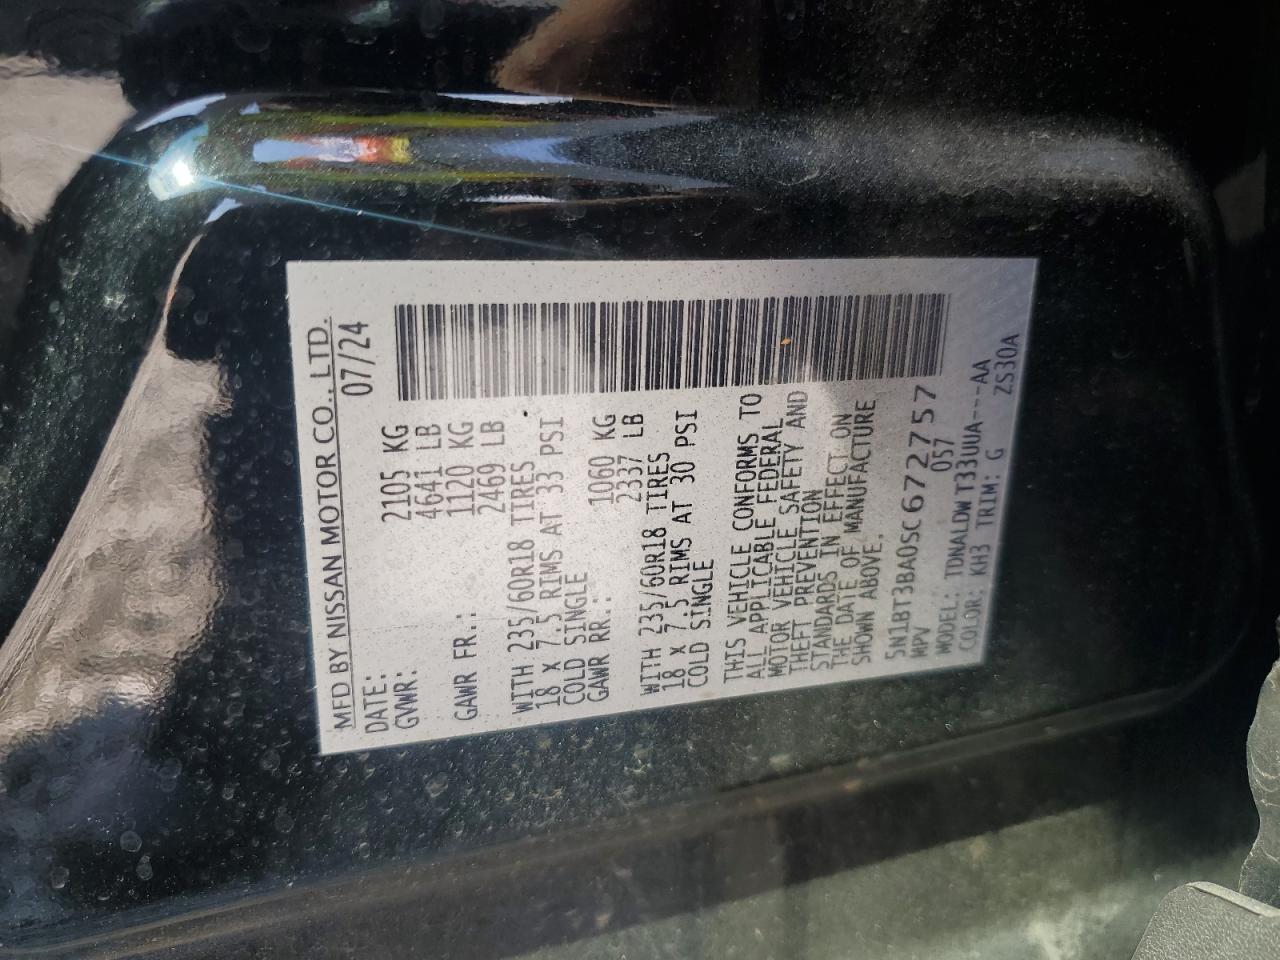 MFD BY NISSAN MOTOR CO., LTD.
DATE: 07/24
GVWR: 2105 KG
4641 LB
GAWR FR.: 1120 KG
2469 LB
WITH 235/60R18 TIRES
18 X 7.5 RIMS AT 33 PSI
COLD SINGLE
GAWR RR.: 1060 KG
2337 LB
WITH 235/60R18 TIRES
18 X 7.5 RIMS AT 30 PSI
COLD SINGLE
THIS VEHICLE CONFORMS TO
ALL APPLICABLE FEDERAL
MOTOR VEHICLE SAFETY AND
THEFT PREVENTION
STANDARDS IN EFFECT ON
THE DATE OF MANUFACTURE
SHOWN ABOVE.
5N1BT3BA0SC672757
MPV 057
MODEL: TDNALDWT33UUA---AA
COLOR: KH3 TRIM: G ZS30A